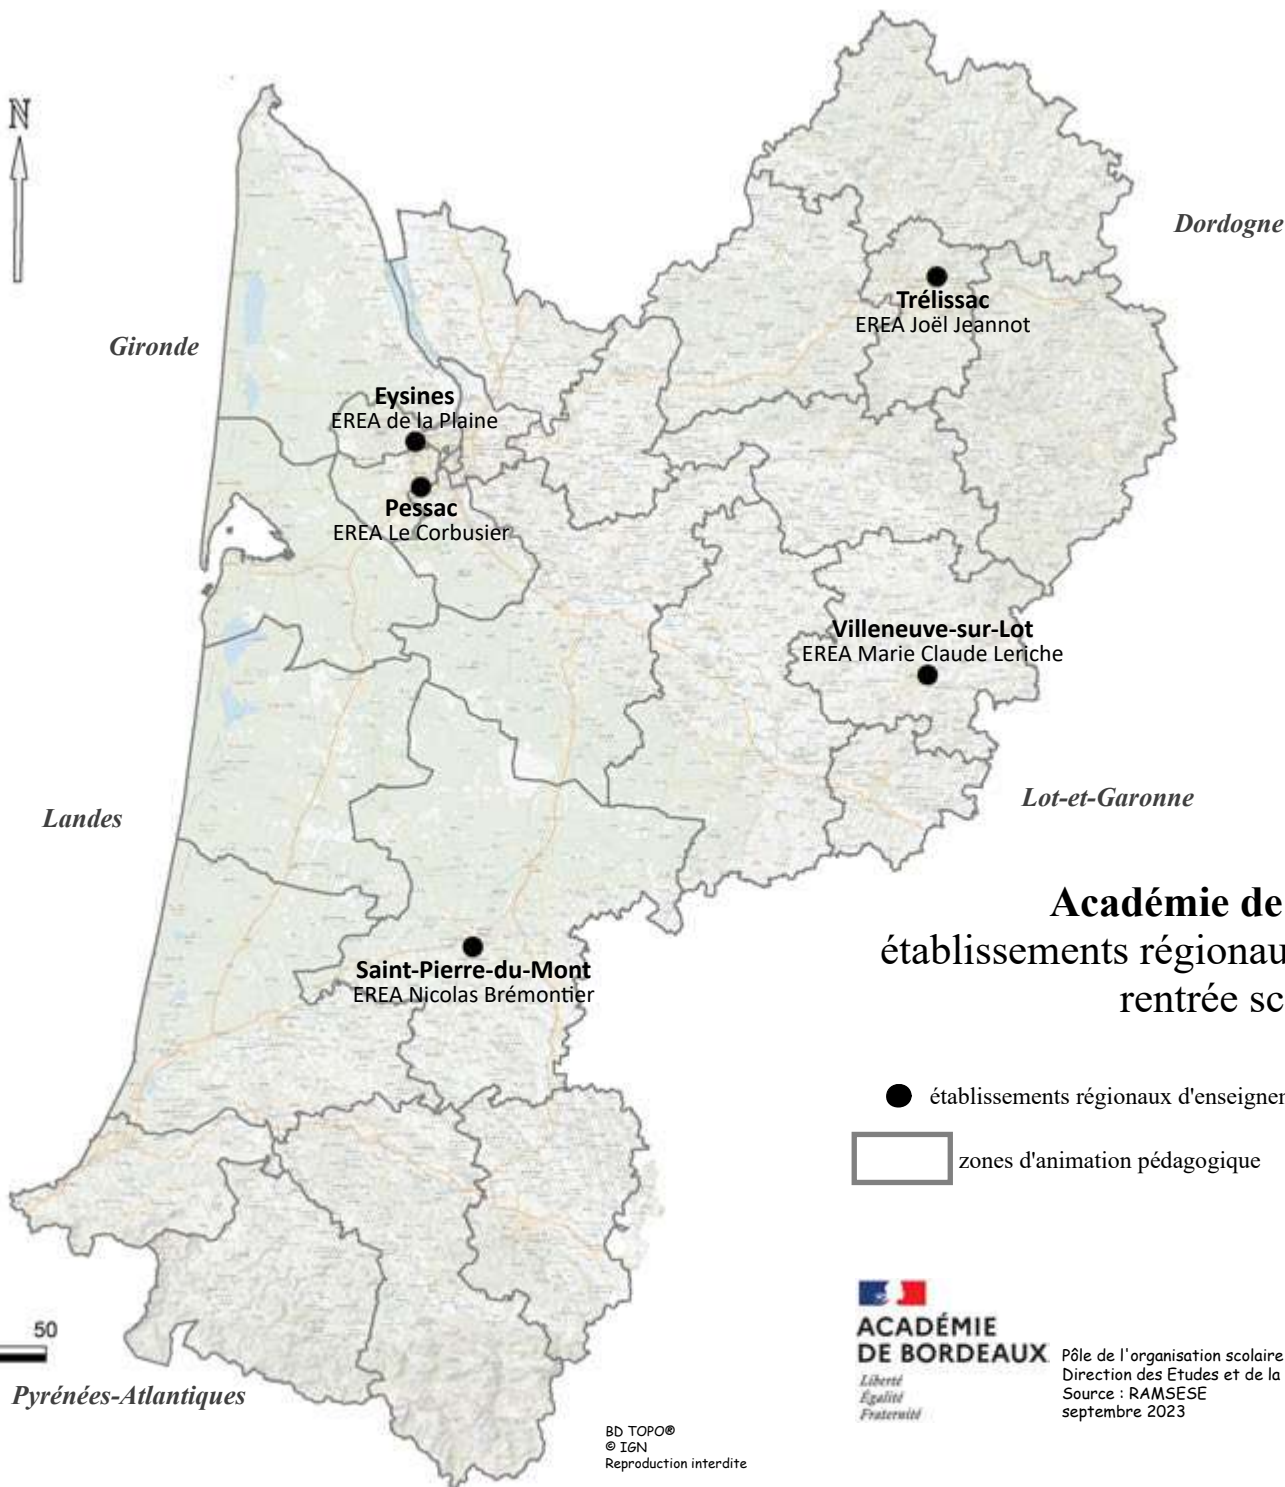 N
Dordogne
Trélissac
EREA Joël Jeannot
Gironde
Eysines
EREA de la Plaine
Pessac
EREA Le Corbusier
Villeneuve-sur-Lot
EREA Marie Claude Leriche
Lot-et-Garonne
Landes
Académie de
établissements régionau
rentrée sc
Saint-Pierre-du-Mont
EREA Nicolas Brémontier
établissements régionaux d'enseigner
zones d'animation pédagogique
50
Pyrénées-Atlantiques
ACADÉMIE
DE BORDEAUX
Liberté
Égalité
Fraternité
Pôle de l'organisation scolaire
Direction des Etudes et de la
Source : RAMSESE
septembre 2023
BD TOPO®
© IGN
Reproduction interdite